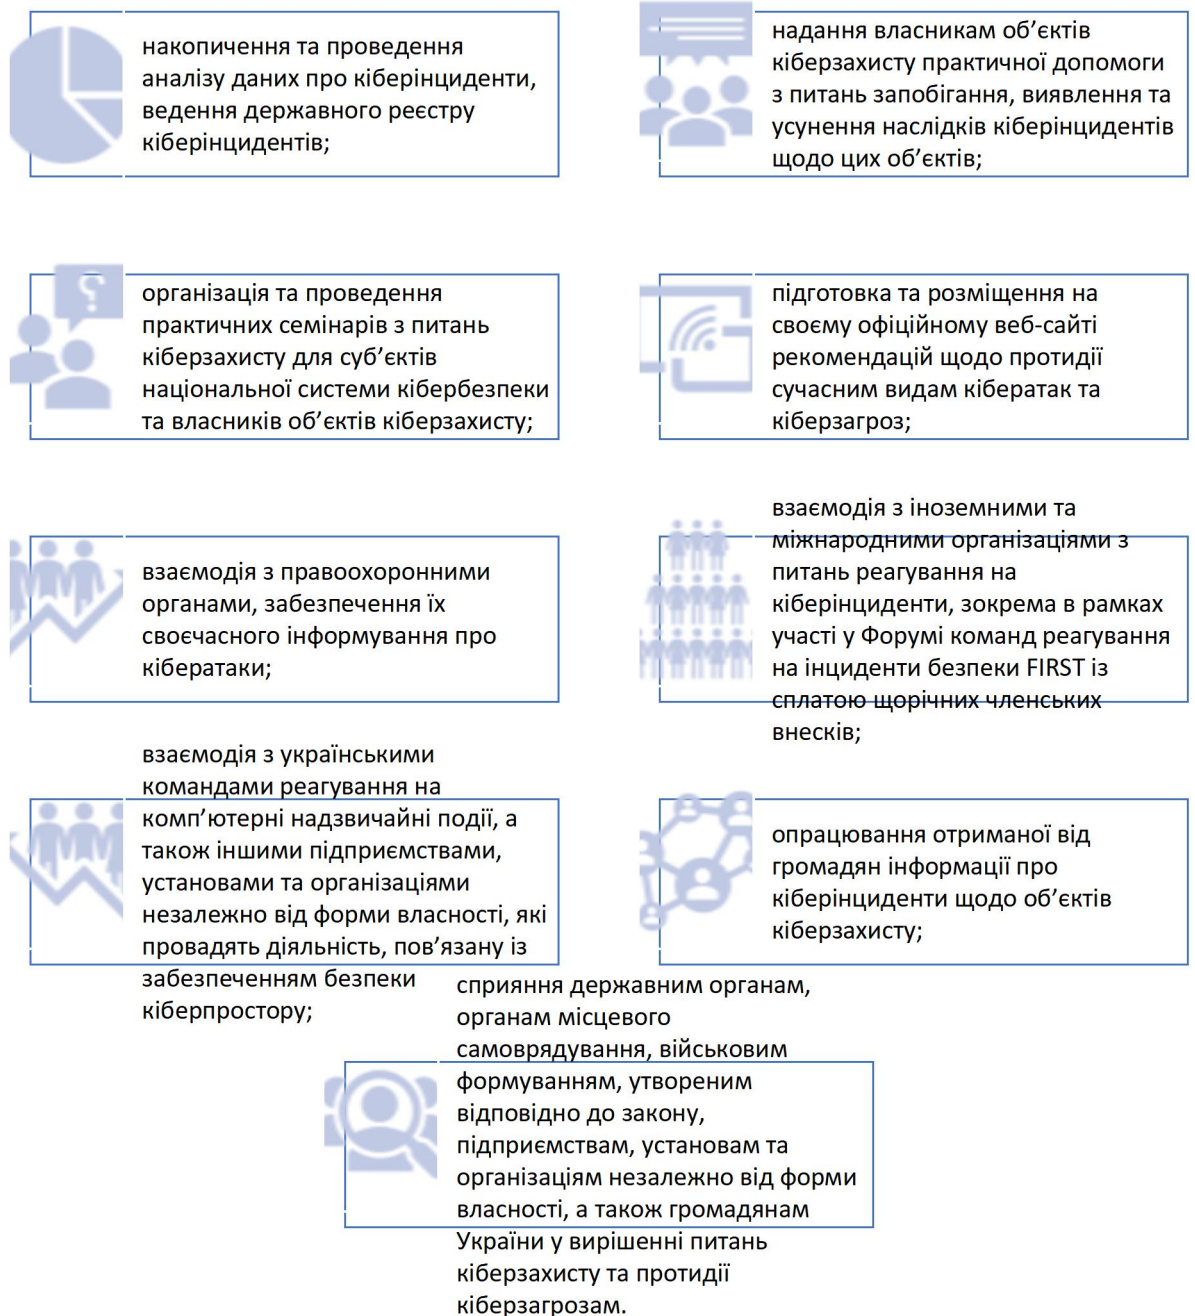 накопичення та проведення
аналізу даних про кіберінциденти,
ведення державного реєстру
кіберінцидентів;
надання власникам об’єктів
кіберзахисту практичної допомоги
з питань запобігання, виявлення та
усунення наслідків кіберінцидентів
щодо цих об’єктів;
?
організація та проведення
практичних семінарів з питань
кіберзахисту для суб’єктів
національної системи кібербезпеки
та власників об’єктів кіберзахисту;
підготовка та розміщення на
своєму офіційному веб-сайті
рекомендацій щодо протидії
сучасним видам кібератак та
кіберзагроз;
взаємодія з правоохоронними
органами, забезпечення їх
своєчасного інформування про
кібератаки;
взаємодія з іноземними та
міжнародними організаціями з
питань реагування на
кіберінциденти, зокрема в рамках
участі у Форумі команд реагування
на інциденти безпеки FIRST із
сплатою щорічних членських
внесків;
взаємодія з українськими
командами реагування на
комп’ютерні надзвичайні події, а
також іншими підприємствами,
установами та організаціями
незалежно від форми власності, які
провадять діяльність, пов’язану із
забезпеченням безпеки
кіберпростору;
опрацювання отриманої від
громадян інформації про
кіберінциденти щодо об’єктів
кіберзахисту;
сприяння державним органам,
органам місцевого
самоврядування, військовим
формуванням, утвореним
відповідно до закону,
підприємствам, установам та
організаціям незалежно від форми
власності, а також громадянам
України у вирішенні питань
кіберзахисту та протидії
кіберзагрозам.